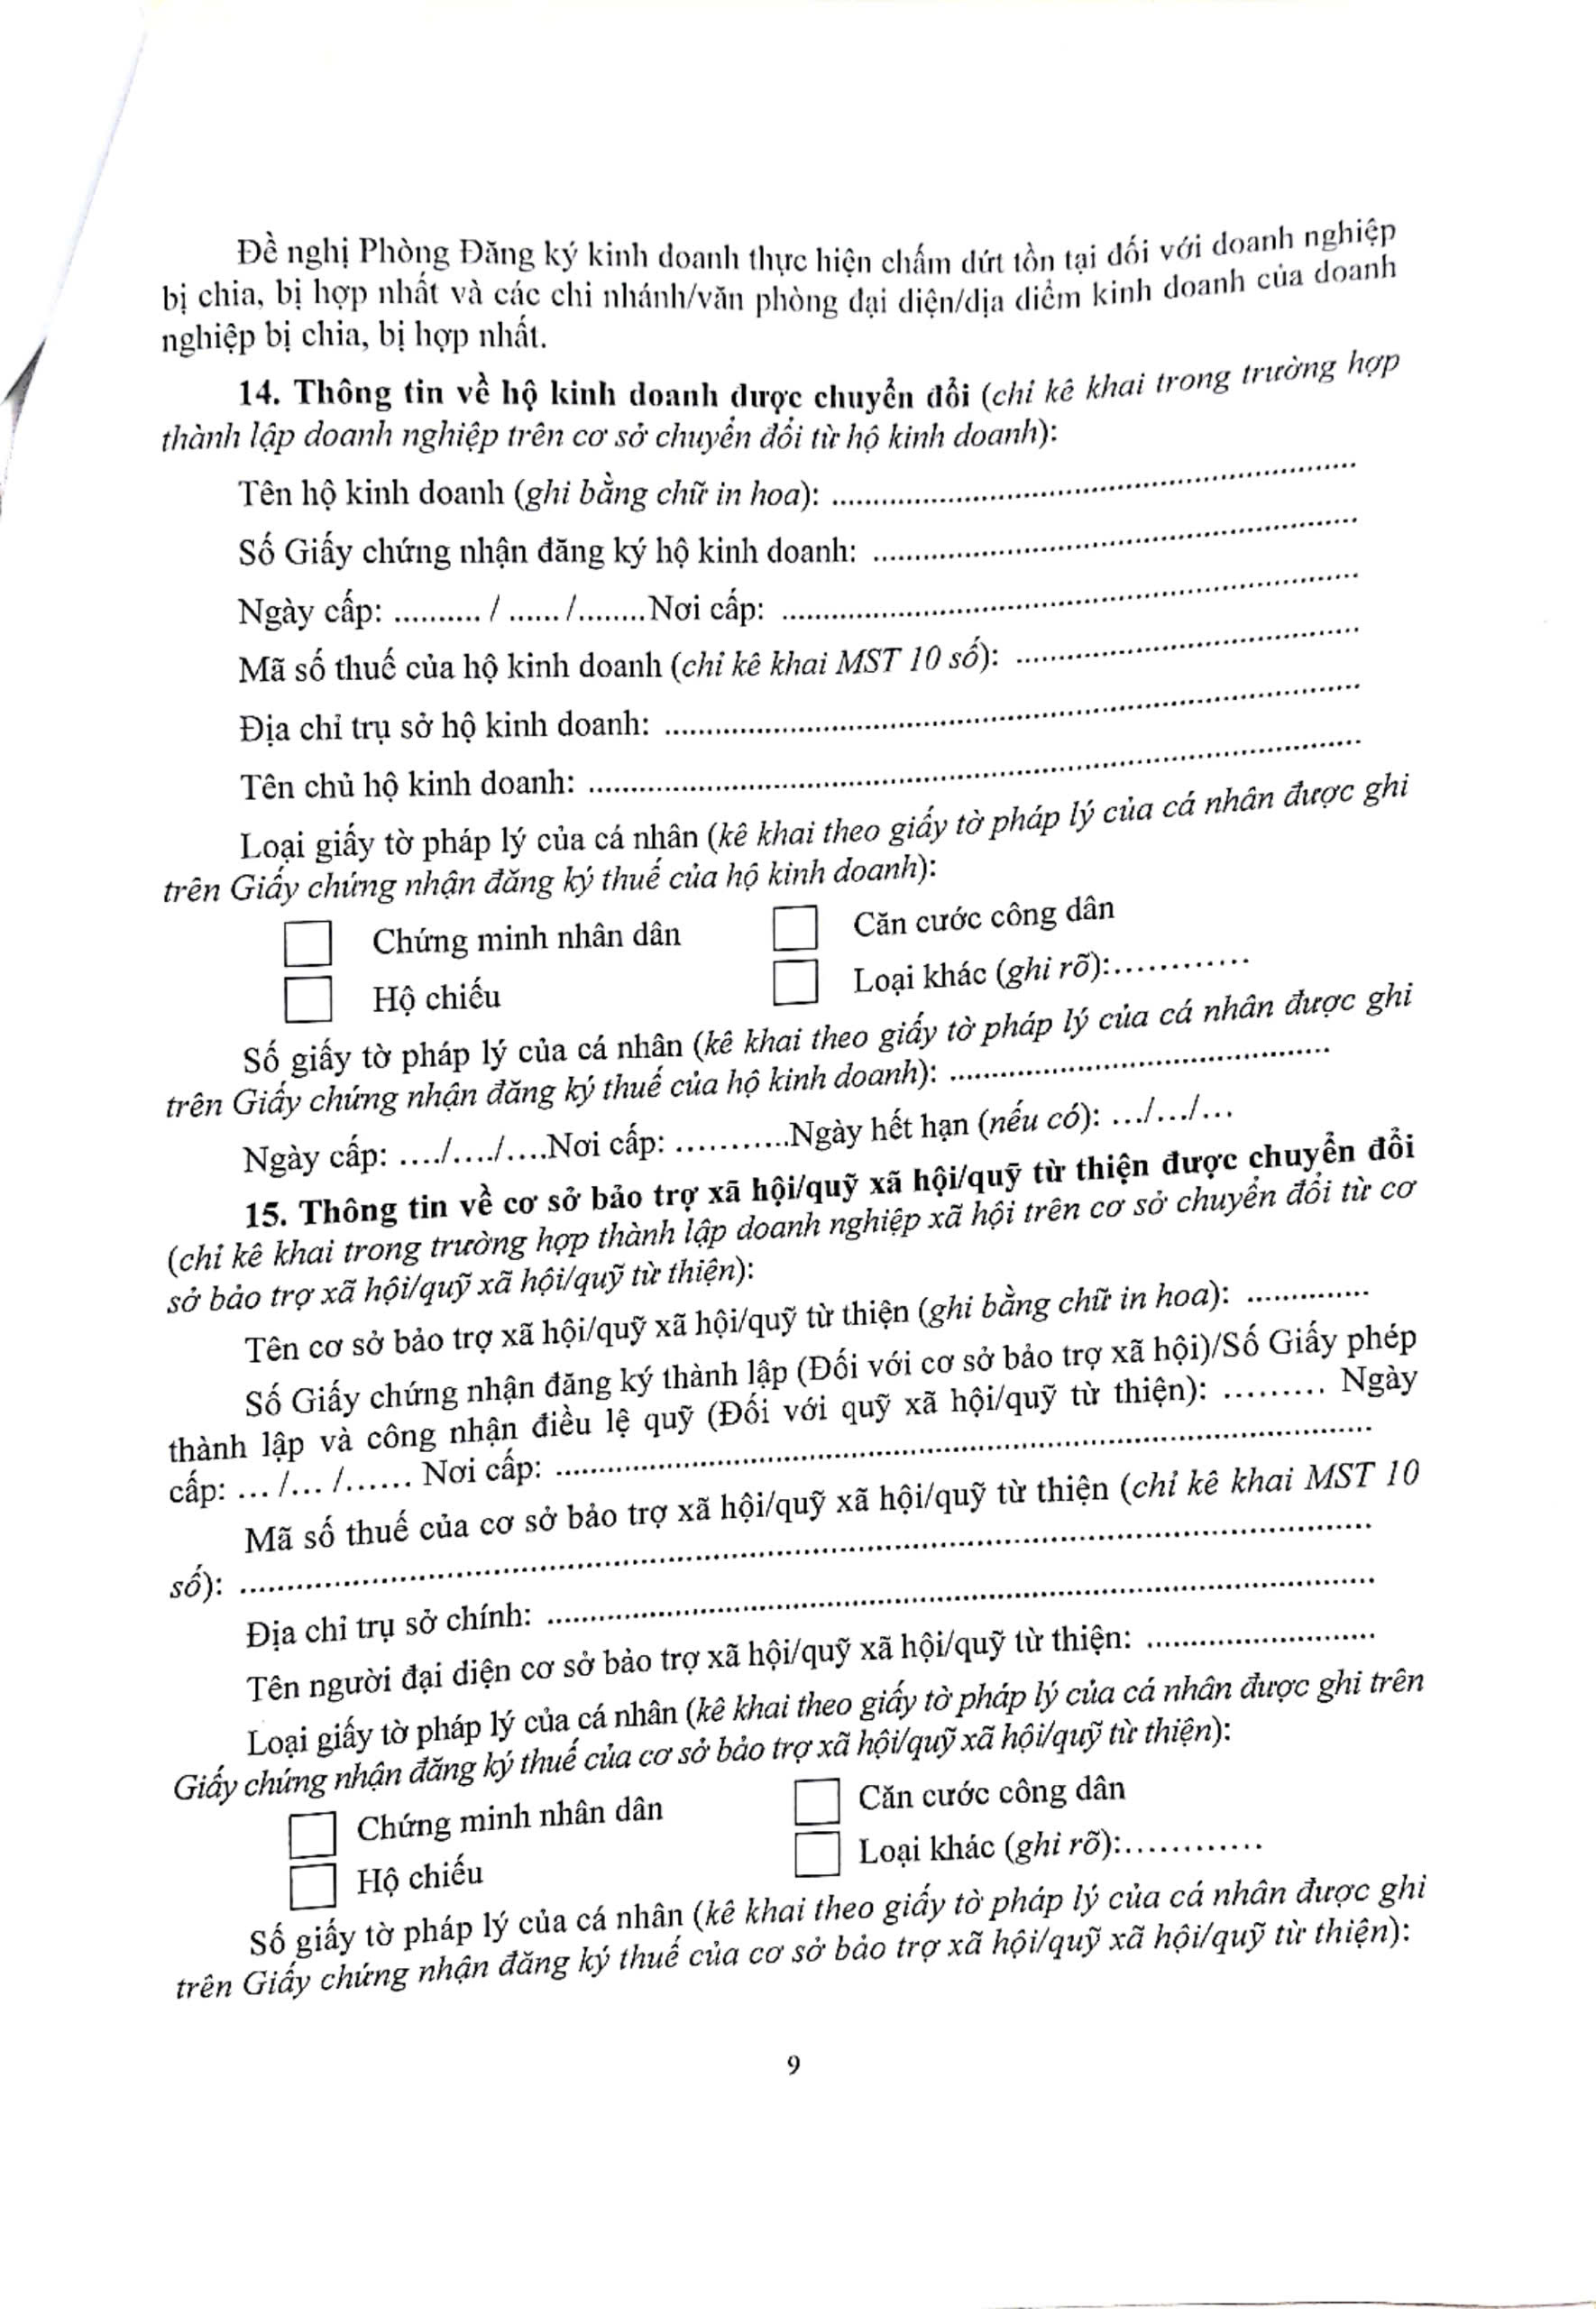 Đề nghị Phòng Đăng ký kinh doanh thực hiện chấm dứt tồn tại đối với doanh nghiệp
bị chia, bị hợp nhất và các chi nhánh/văn phòng đại diện/địa điểm kinh doanh của doanh
nghiệp bị chia, bị hợp nhất.
14. Thông tin về hộ kinh doanh được chuyển đổi (chỉ kê khai trong trường hợp
thành lập doanh nghiệp trên cơ sở chuyển đổi từ hộ kinh doanh):
Tên hộ kinh doanh (ghi bằng chữ in hoa): ..........................................................
Số Giấy chứng nhận đăng ký hộ kinh doanh: .....................................................
Ngày cấp: .......... / ...... /........Nơi cấp: ................................................................
Mã số thuế của hộ kinh doanh (chỉ kê khai MST 10 số): ......................................
Địa chỉ trụ sở hộ kinh doanh: .............................................................................
Tên chủ hộ kinh doanh: ......................................................................................
Loại giấy tờ pháp lý của cá nhân (kê khai theo giấy tờ pháp lý của cá nhân được ghi
trên Giấy chứng nhận đăng ký thuế của hộ kinh doanh):
Chứng minh nhân dân Căn cước công dân
Hộ chiếu Loại khác (ghi rõ):.............
Số giấy tờ pháp lý của cá nhân (kê khai theo giấy tờ pháp lý của cá nhân được ghi
trên Giấy chứng nhận đăng ký thuế của hộ kinh doanh): ..........................................
Ngày cấp: ..../..../....Nơi cấp: ...........Ngày hết hạn (nếu có): .../.../...
15. Thông tin về cơ sở bảo trợ xã hội/quỹ xã hội/quỹ từ thiện được chuyển đổi
(chỉ kê khai trong trường hợp thành lập doanh nghiệp xã hội trên cơ sở chuyển đổi từ cơ
sở bảo trợ xã hội/quỹ xã hội/quỹ từ thiện):
Tên cơ sở bảo trợ xã hội/quỹ xã hội/quỹ từ thiện (ghi bằng chữ in hoa): ..............
Số Giấy chứng nhận đăng ký thành lập (Đối với cơ sở bảo trợ xã hội)/Số Giấy phép
thành lập và công nhận điều lệ quỹ (Đối với quỹ xã hội/quỹ từ thiện): ......... Ngày
cấp: ... /... /...... Nơi cấp: ..........................................................................................
Mã số thuế của cơ sở bảo trợ xã hội/quỹ xã hội/quỹ từ thiện (chỉ kê khai MST 10
số): ..............................................................................................................................
Địa chỉ trụ sở chính: ............................................................................................
Tên người đại diện cơ sở bảo trợ xã hội/quỹ xã hội/quỹ từ thiện: .........................
Loại giấy tờ pháp lý của cá nhân (kê khai theo giấy tờ pháp lý của cá nhân được ghi trên
Giấy chứng nhận đăng ký thuế của cơ sở bảo trợ xã hội/quỹ xã hội/quỹ từ thiện):
Chứng minh nhân dân Căn cước công dân
Hộ chiếu Loại khác (ghi rõ):.............
Số giấy tờ pháp lý của cá nhân (kê khai theo giấy tờ pháp lý của cá nhân được ghi
trên Giấy chứng nhận đăng ký thuế của cơ sở bảo trợ xã hội/quỹ xã hội/quỹ từ thiện):
9